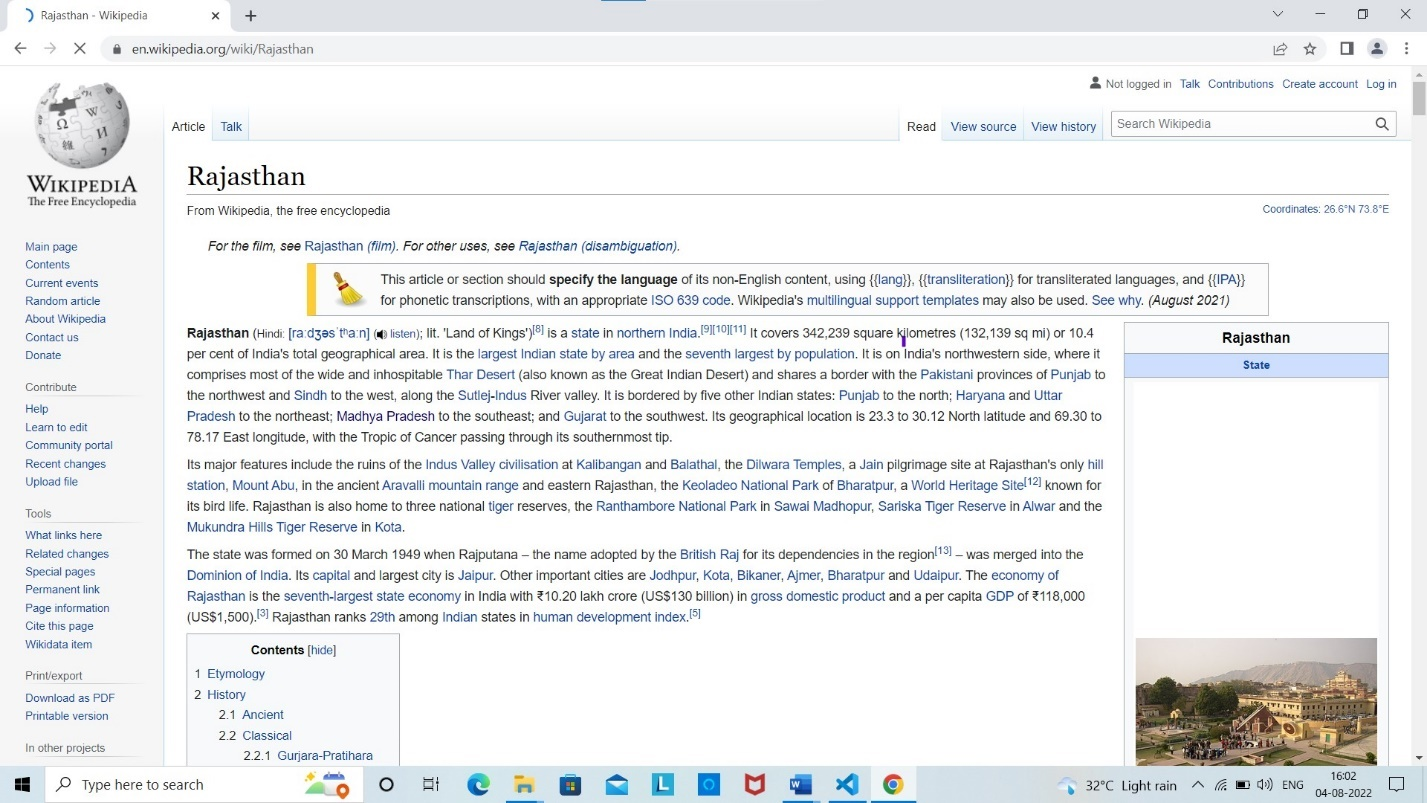 Rajasthan - Wikipedia
en.wikipedia.org/wiki/Rajasthan
Not logged in Talk Contributions Create account Log in
Article Talk Read View source View history Search Wikipedia
WIKIPEDIA
The Free Encyclopedia
Main page
Contents
Current events
Random article
About Wikipedia
Contact us
Donate
Contribute
Help
Learn to edit
Community portal
Recent changes
Upload file
Tools
What links here
Related changes
Special pages
Permanent link
Page information
Cite this page
Wikidata item
Print/export
Download as PDF
Printable version
In other projects
Rajasthan
From Wikipedia, the free encyclopedia
Coordinates: 26.6°N 73.8°E
For the film, see Rajasthan (film). For other uses, see Rajasthan (disambiguation).
This article or section should specify the language of its non-English content, using {{lang}}, {{transliteration}} for transliterated languages, and {{IPA}}
for phonetic transcriptions, with an appropriate ISO 639 code. Wikipedia's multilingual support templates may also be used. See why. (August 2021)
Rajasthan (Hindi: [raːdʒəsˈtʰaːn] (listen); lit. 'Land of Kings')[8] is a state in northern India.[9][10][11] It covers 342,239 square kilometres (132,139 sq mi) or 10.4
per cent of India's total geographical area. It is the largest Indian state by area and the seventh largest by population. It is on India's northwestern side, where it
comprises most of the wide and inhospitable Thar Desert (also known as the Great Indian Desert) and shares a border with the Pakistani provinces of Punjab to
the northwest and Sindh to the west, along the Sutlej-Indus River valley. It is bordered by five other Indian states: Punjab to the north; Haryana and Uttar
Pradesh to the northeast; Madhya Pradesh to the southeast; and Gujarat to the southwest. Its geographical location is 23.3 to 30.12 North latitude and 69.30 to
78.17 East longitude, with the Tropic of Cancer passing through its southernmost tip.
Its major features include the ruins of the Indus Valley civilisation at Kalibangan and Balathal, the Dilwara Temples, a Jain pilgrimage site at Rajasthan's only hill
station, Mount Abu, in the ancient Aravalli mountain range and eastern Rajasthan, the Keoladeo National Park of Bharatpur, a World Heritage Site[12] known for
its bird life. Rajasthan is also home to three national tiger reserves, the Ranthambore National Park in Sawai Madhopur, Sariska Tiger Reserve in Alwar and the
Mukundra Hills Tiger Reserve in Kota.
The state was formed on 30 March 1949 when Rajputana – the name adopted by the British Raj for its dependencies in the region[13] – was merged into the
Dominion of India. Its capital and largest city is Jaipur. Other important cities are Jodhpur, Kota, Bikaner, Ajmer, Bharatpur and Udaipur. The economy of
Rajasthan is the seventh-largest state economy in India with ₹10.20 lakh crore (US$130 billion) in gross domestic product and a per capita GDP of ₹118,000
(US$1,500).[3] Rajasthan ranks 29th among Indian states in human development index.[5]
Contents [hide]
1 Etymology
2 History
2.1 Ancient
2.2 Classical
2.2.1 Gurjara-Pratihara
Rajasthan
State
Type here to search
32°C Light rain
ENG
16:02
04-08-2022